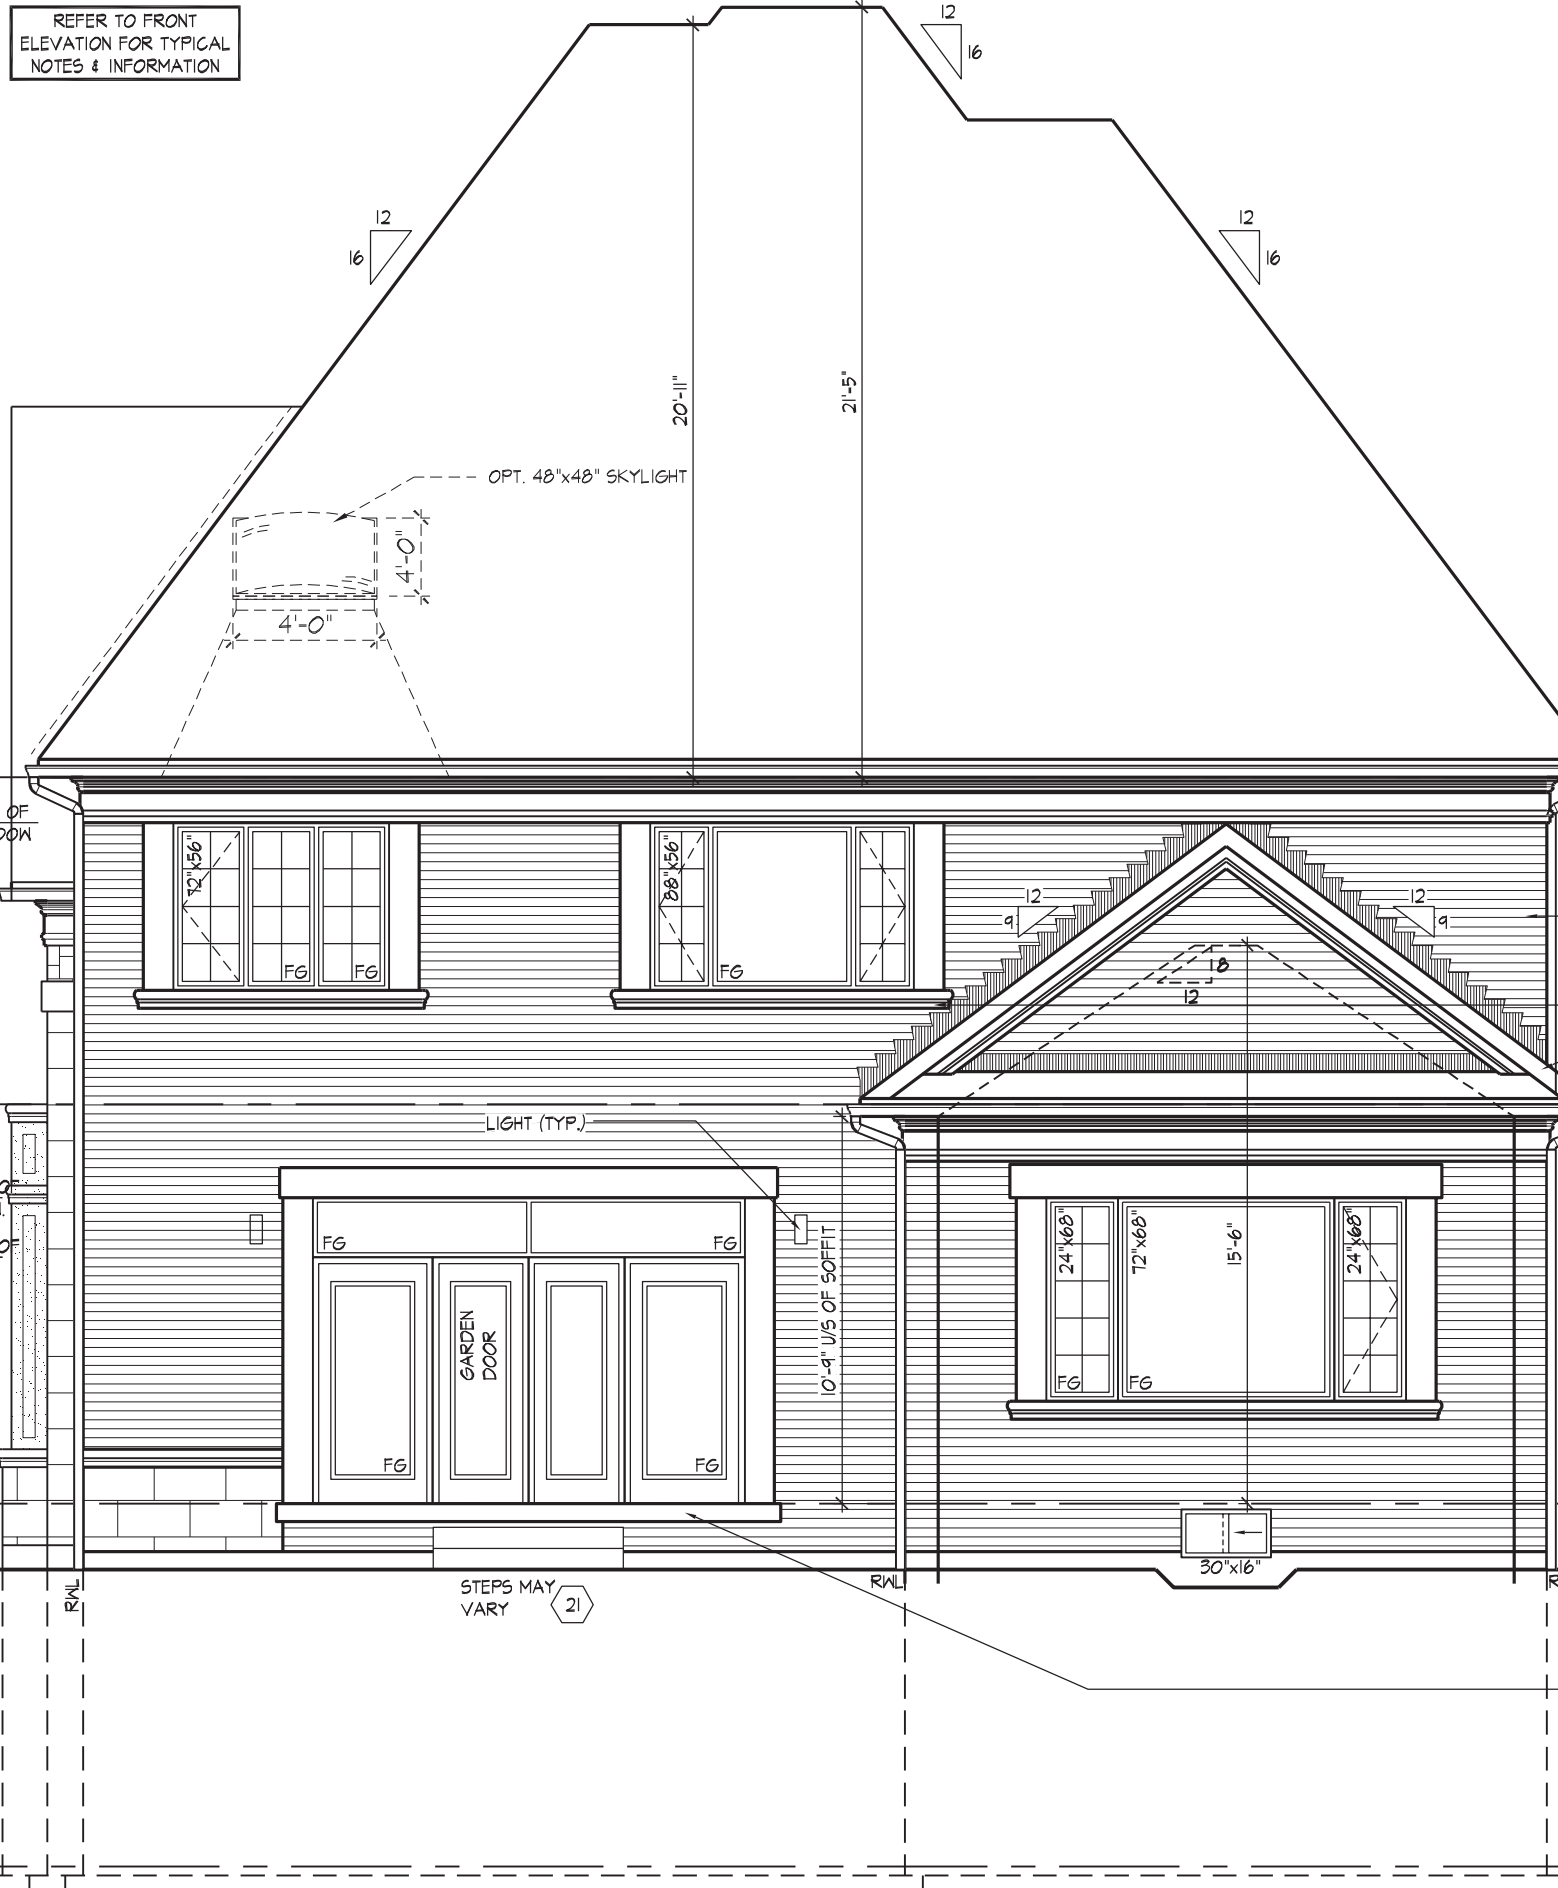 REFER TO FRONT
ELEVATION FOR TYPICAL
NOTES & INFORMATION
12
16
12
16
12
16
20'-11"
21'-5"
OPT. 48"x48" SKYLIGHT
4'-0"
4'-0"
OF
72"x56"
FG
FG
88"x56"
FG
12
9
12
9
8
12
LIGHT (TYP.)
OF
FG
FG
10'-9" U/S OF SOFFIT
24"x68"
72"x68"
15'-6"
24"x68"
GARDEN
DOOR
FG
FG
FG
FG
30"x16"
RWL
STEPS MAY
VARY
21
RWL